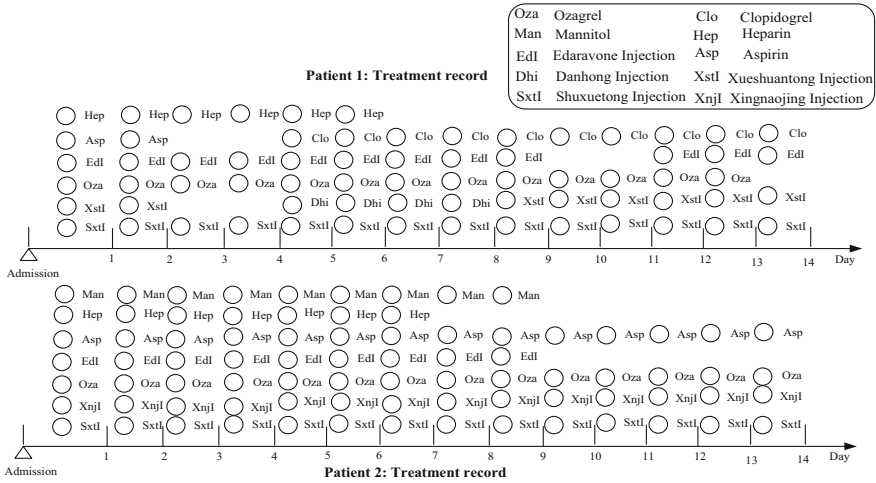 Oza Ozagrel Clo Clopidogrel
Man Mannitol Hep Heparin
EdI Edaravone Injection Asp Aspirin
Dhi Danhong Injection XstI Xueshuantong Injection
SxtI Shuxuetong Injection XnjI Xingnaojing Injection
Patient 1: Treatment record
Hep Hep Hep Hep Hep Hep
Asp Asp Clo Clo Clo Clo Clo Clo Clo Clo Clo Clo
EdI EdI EdI EdI EdI EdI EdI EdI EdI EdI EdI EdI
Oza Oza Oza Oza Oza Oza Oza Oza Oza Oza Oza Oza Oza
XstI XstI Dhi Dhi Dhi Dhi XstI XstI XstI XstI XstI XstI
SxtI SxtI SxtI SxtI SxtI SxtI SxtI SxtI SxtI SxtI SxtI SxtI SxtI SxtI
1 2 3 4 5 6 7 8 9 10 11 12 13 14 Day
Admission
Man Man Man Man Man Man Man Man Man
Hep Hep Hep Hep Hep Hep Hep
Asp Asp Asp Asp Asp Asp Asp Asp Asp Asp Asp Asp Asp Asp
EdI EdI EdI EdI EdI EdI EdI EdI EdI
Oza Oza Oza Oza Oza Oza Oza Oza Oza Oza Oza Oza Oza Oza
XnjI XnjI XnjI XnjI XnjI XnjI XnjI XnjI XnjI XnjI XnjI XnjI XnjI XnjI
SxtI SxtI SxtI SxtI SxtI SxtI SxtI SxtI SxtI SxtI SxtI SxtI SxtI SxtI
1 2 3 4 5 6 7 8 9 10 11 12 13 14 Day
Admission
Patient 2: Treatment record